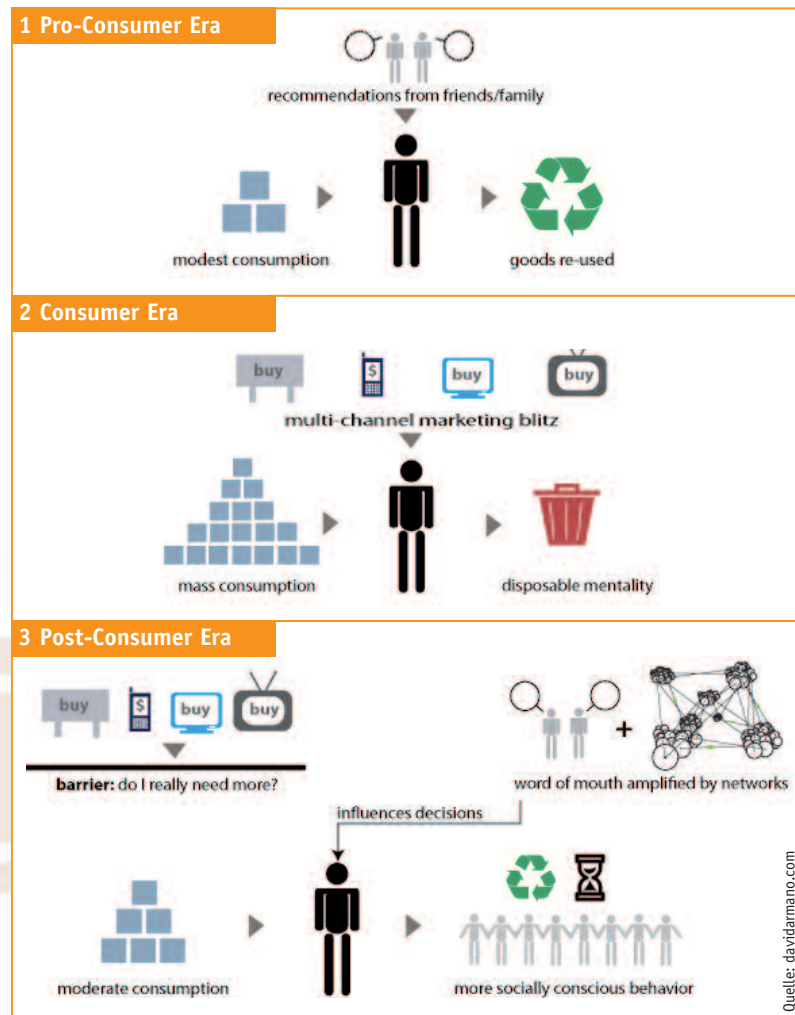 1 Pro-Consumer Era
recommendations from friends/family
modest consumption
goods re-used
2 Consumer Era
buy
$
buy
buy
multi-channel marketing blitz
mass consumption
disposable mentality
3 Post-Consumer Era
buy
$
buy
buy
+
barrier: do I really need more?
word of mouth amplified by networks
influences decisions
moderate consumption
more socially conscious behavior
Quelle: davidarmano.com